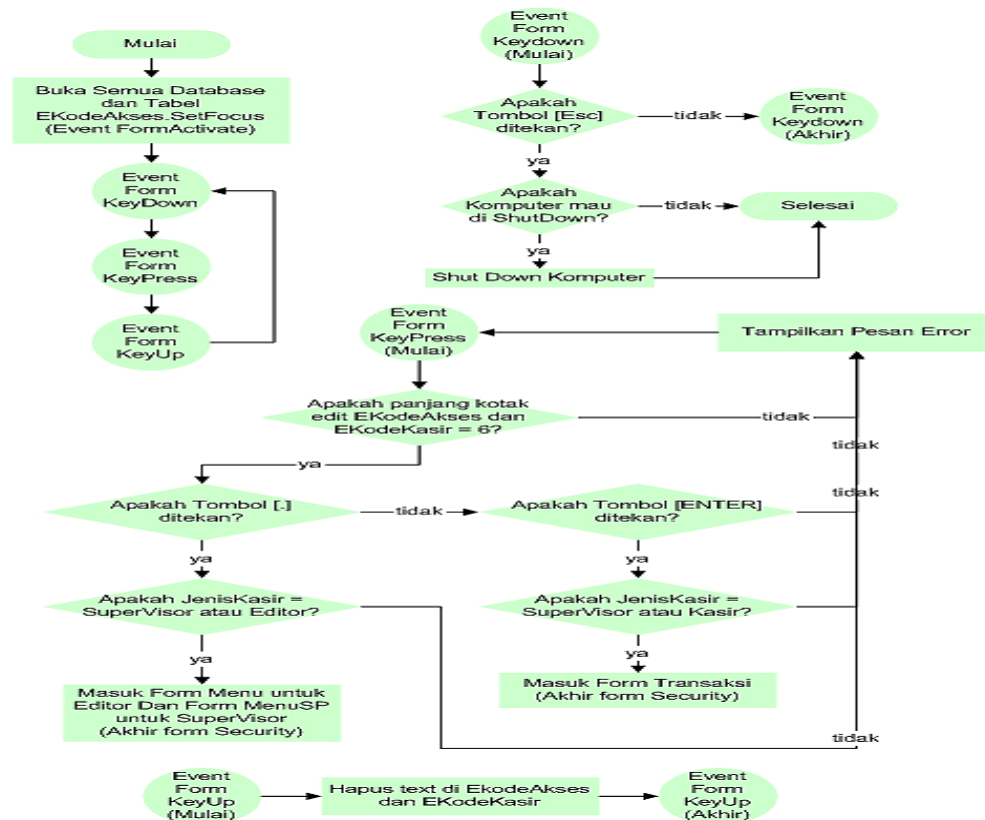 Mulai
Buka Semua Database
dan Tabel
EKodeAkses.SetFocus
(Event FormActivate)
Event
Form
KeyDown
Event
Form
KeyPress
Event
Form
KeyUp
Event
Form
Keydown
(Mulai)
Apakah
Tombol [Esc]
ditekan?
tidak
Event
Form
Keydown
(Akhir)
ya
Apakah
Komputer mau
di ShutDown?
tidak
Selesai
ya
Shut Down Komputer
Event
Form
KeyPress
(Mulai)
Tampilkan Pesan Error
Apakah panjang kotak
edit EKodeAkses dan
EKodeKasir = 6?
tidak
tidak
ya
Apakah Tombol [.]
ditekan?
tidak
Apakah Tombol [ENTER]
ditekan?
tidak
ya
ya
Apakah JenisKasir =
SuperVisor atau Editor?
Apakah JenisKasir =
SuperVisor atau Kasir?
ya
ya
Masuk Form Menu untuk
Editor Dan Form MenuSP
untuk SuperVisor
(Akhir form Security)
Masuk Form Transaksi
(Akhir form Security)
tidak
Event
Form
KeyUp
(Mulai)
Hapus text di EkodeAkses
dan EKodeKasir
Event
Form
KeyUp
(Akhir)